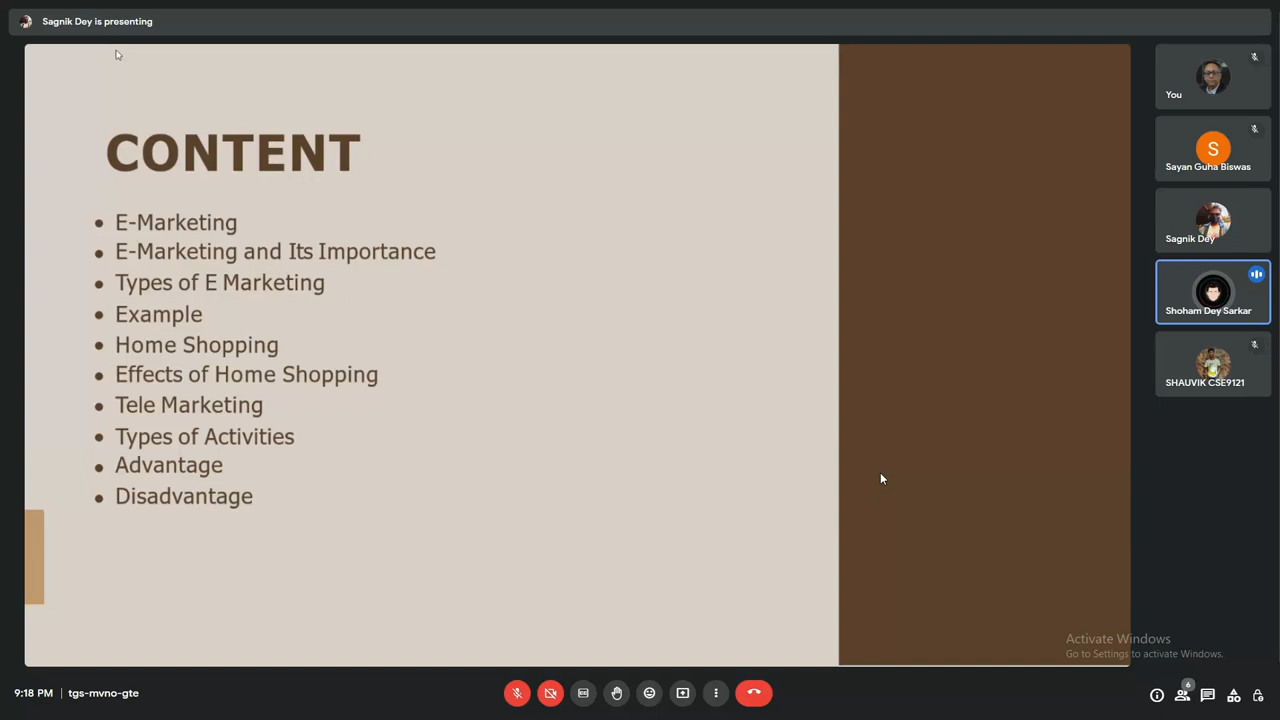 Sagnik Dey is presenting
CONTENT
• E-Marketing
• E-Marketing and Its Importance
• Types of E Marketing
• Example
• Home Shopping
• Effects of Home Shopping
• Tele Marketing
• Types of Activities
• Advantage
• Disadvantage
You
S
Sayan Guha Biswas
Sagnik Dey
Shoham Dey Sarkar
SHAUVIK CSE9121
Activate Windows
Go to Settings to activate Windows.
9:18 PM | tgs-mvno-gte
6